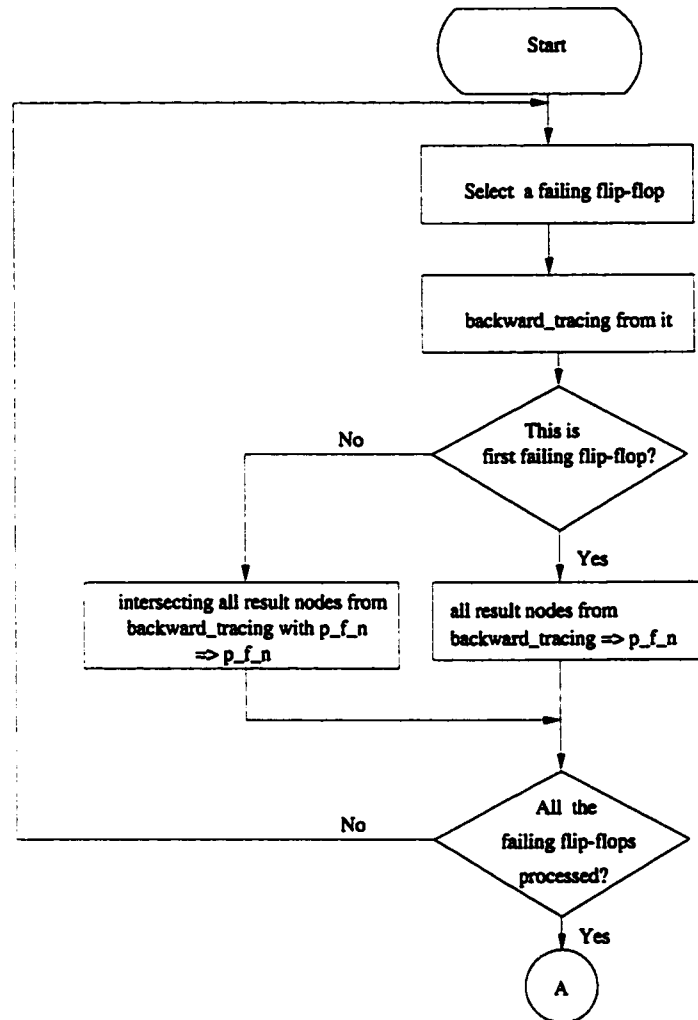 Start
Select a failing flip-flop
backward_tracing from it
This is
first failing flip-flop?
No
Yes
intersecting all result nodes from
backward_tracing with p_f_n
=> p_f_n
all result nodes from
backward_tracing => p_f_n
All the
failing flip-flops
processed?
No
Yes
A